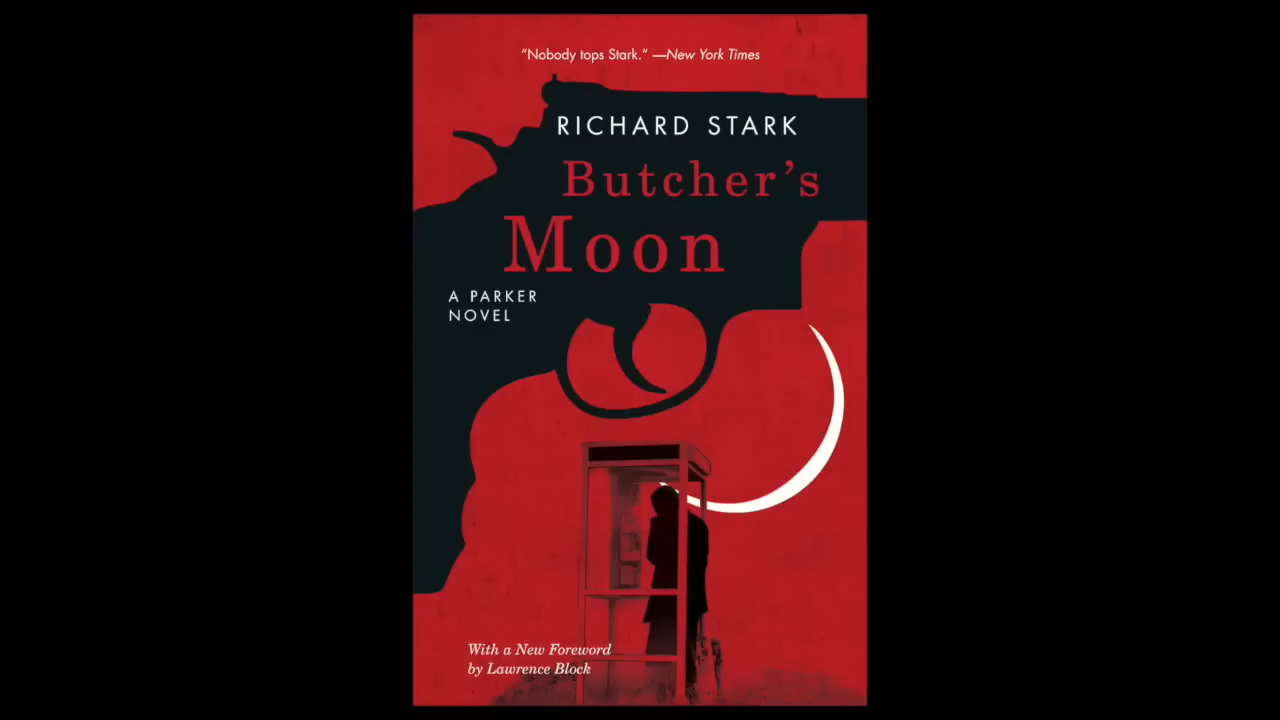 “Nobody tops Stark.” —New York Times
RICHARD STARK
Butcher’s
Moon
A PARKER
NOVEL
With a New Foreword
by Lawrence Block